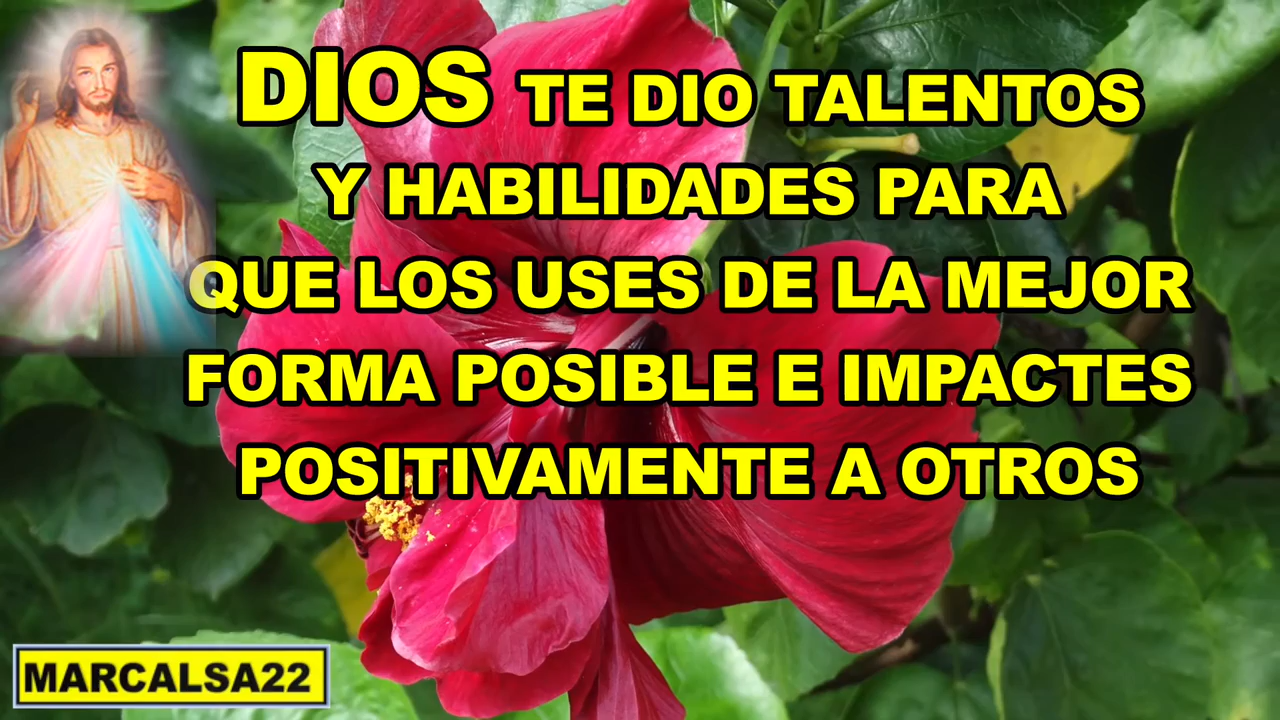 DIOS TE DIO TALENTOS
Y HABILIDADES PARA
QUE LOS USES DE LA MEJOR
FORMA POSIBLE E IMPACTES
POSITIVAMENTE A OTROS
MARCALSA22